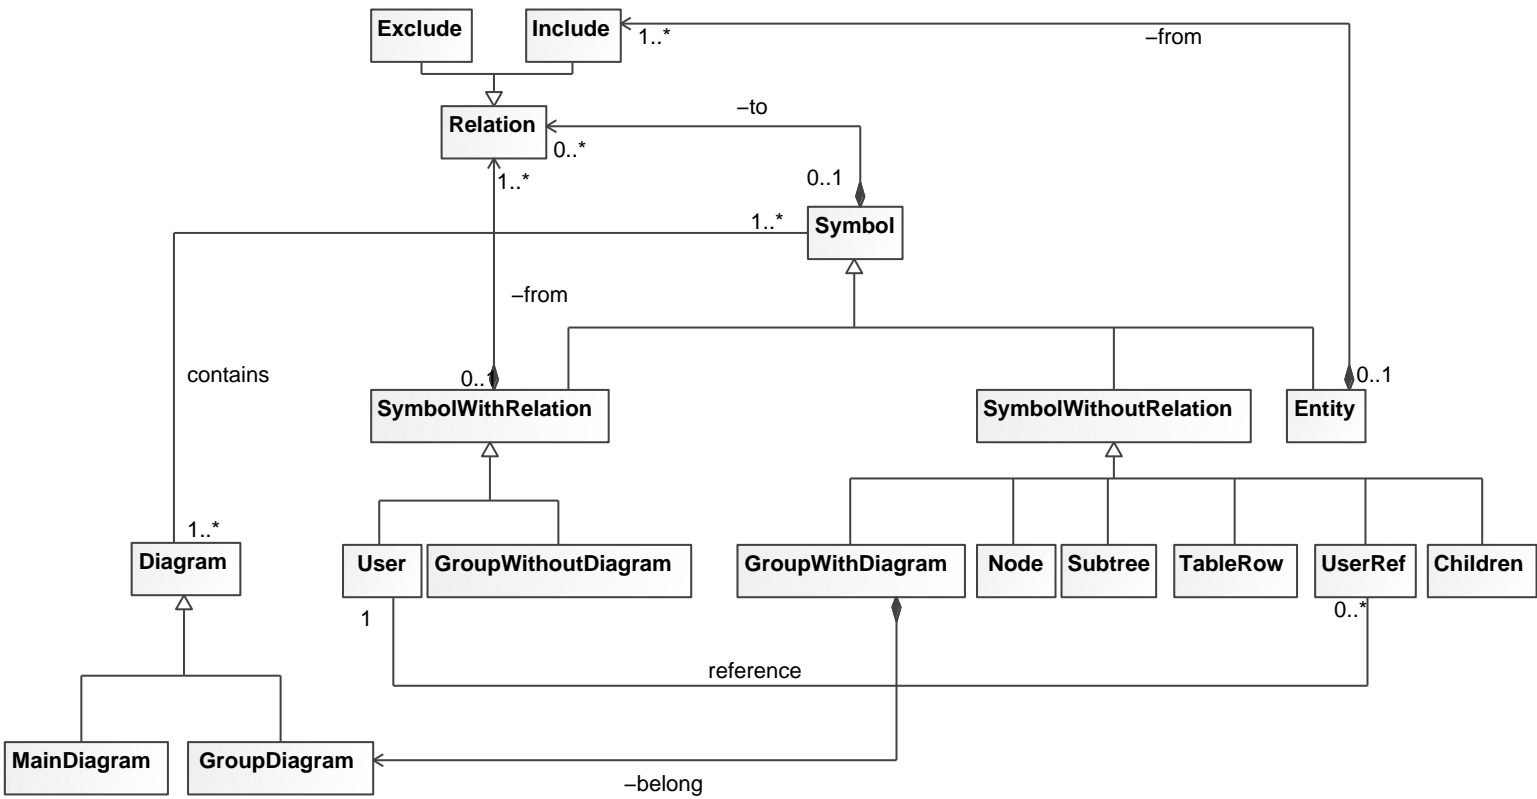 Exclude
Include
1..*
–from
Relation
–to
0..*
1..*
0..1
1..*
Symbol
–from
contains
0..1
0..1
SymbolWithRelation
SymbolWithoutRelation
Entity
1..*
Diagram
User
GroupWithoutDiagram
GroupWithDiagram
Node
Subtree
TableRow
UserRef
Children
1
0..*
reference
MainDiagram
GroupDiagram
–belong